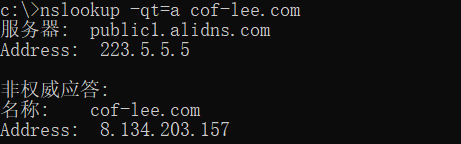 c:\>nslookup -qt=a cof-lee.com
服务器:  public1.alidns.com
Address:  223.5.5.5

非权威应答:
名称:    cof-lee.com
Address:  8.134.203.157